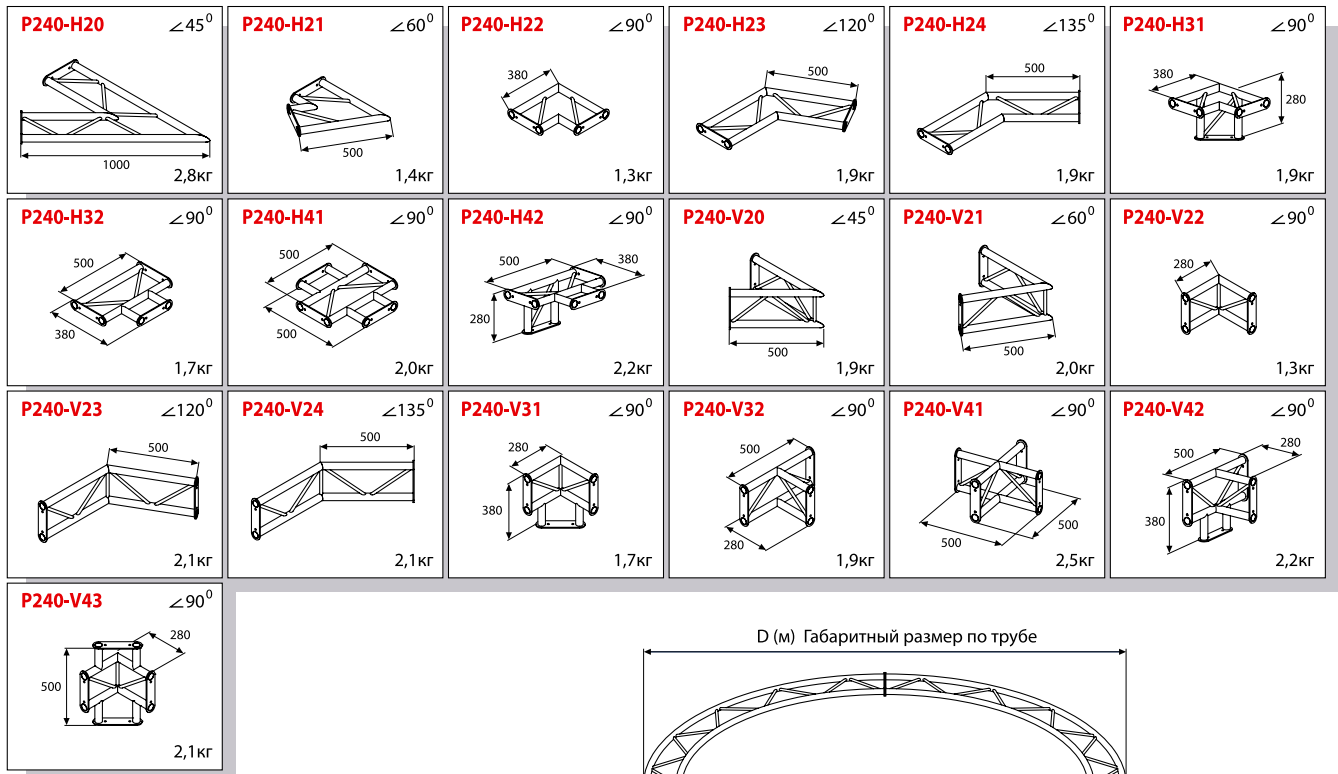 P240-H20 ∠45⁰
1000
2,8кг
P240-H21 ∠60⁰
500
1,4кг
P240-H22 ∠90⁰
380
1,3кг
P240-H23 ∠120⁰
500
1,9кг
P240-H24 ∠135⁰
500
1,9кг
P240-H31 ∠90⁰
380
280
1,9кг
P240-H32 ∠90⁰
500
380
1,7кг
P240-H41 ∠90⁰
500
500
2,0кг
P240-H42 ∠90⁰
500 380
280
2,2кг
P240-V20 ∠45⁰
500
1,9кг
P240-V21 ∠60⁰
500
2,0кг
P240-V22 ∠90⁰
280
1,3кг
P240-V23 ∠120⁰
500
2,1кг
P240-V24 ∠135⁰
500
2,1кг
P240-V31 ∠90⁰
280
380
1,7кг
P240-V32 ∠90⁰
500
280
1,9кг
P240-V41 ∠90⁰
500
500
2,5кг
P240-V42 ∠90⁰
280
500
380
2,2кг
P240-V43 ∠90⁰
280
500
2,1кг
D (м) Габаритный размер по трубе